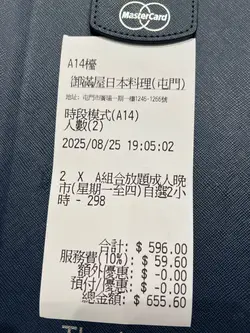 MasterCard
A14檯
御滿屋日本料理(屯門)
時段模式(A14)
人數(2)
2025/08/25 19:05:02
2 X A組合放題成人晚
市(星期一至四)自選2小
時 - 298
合計: $ 596.00
服務費(10%): $ 59.60
額外優惠: $ -0.00
預付/優惠: $ -0.00
總金額: $ 655.60